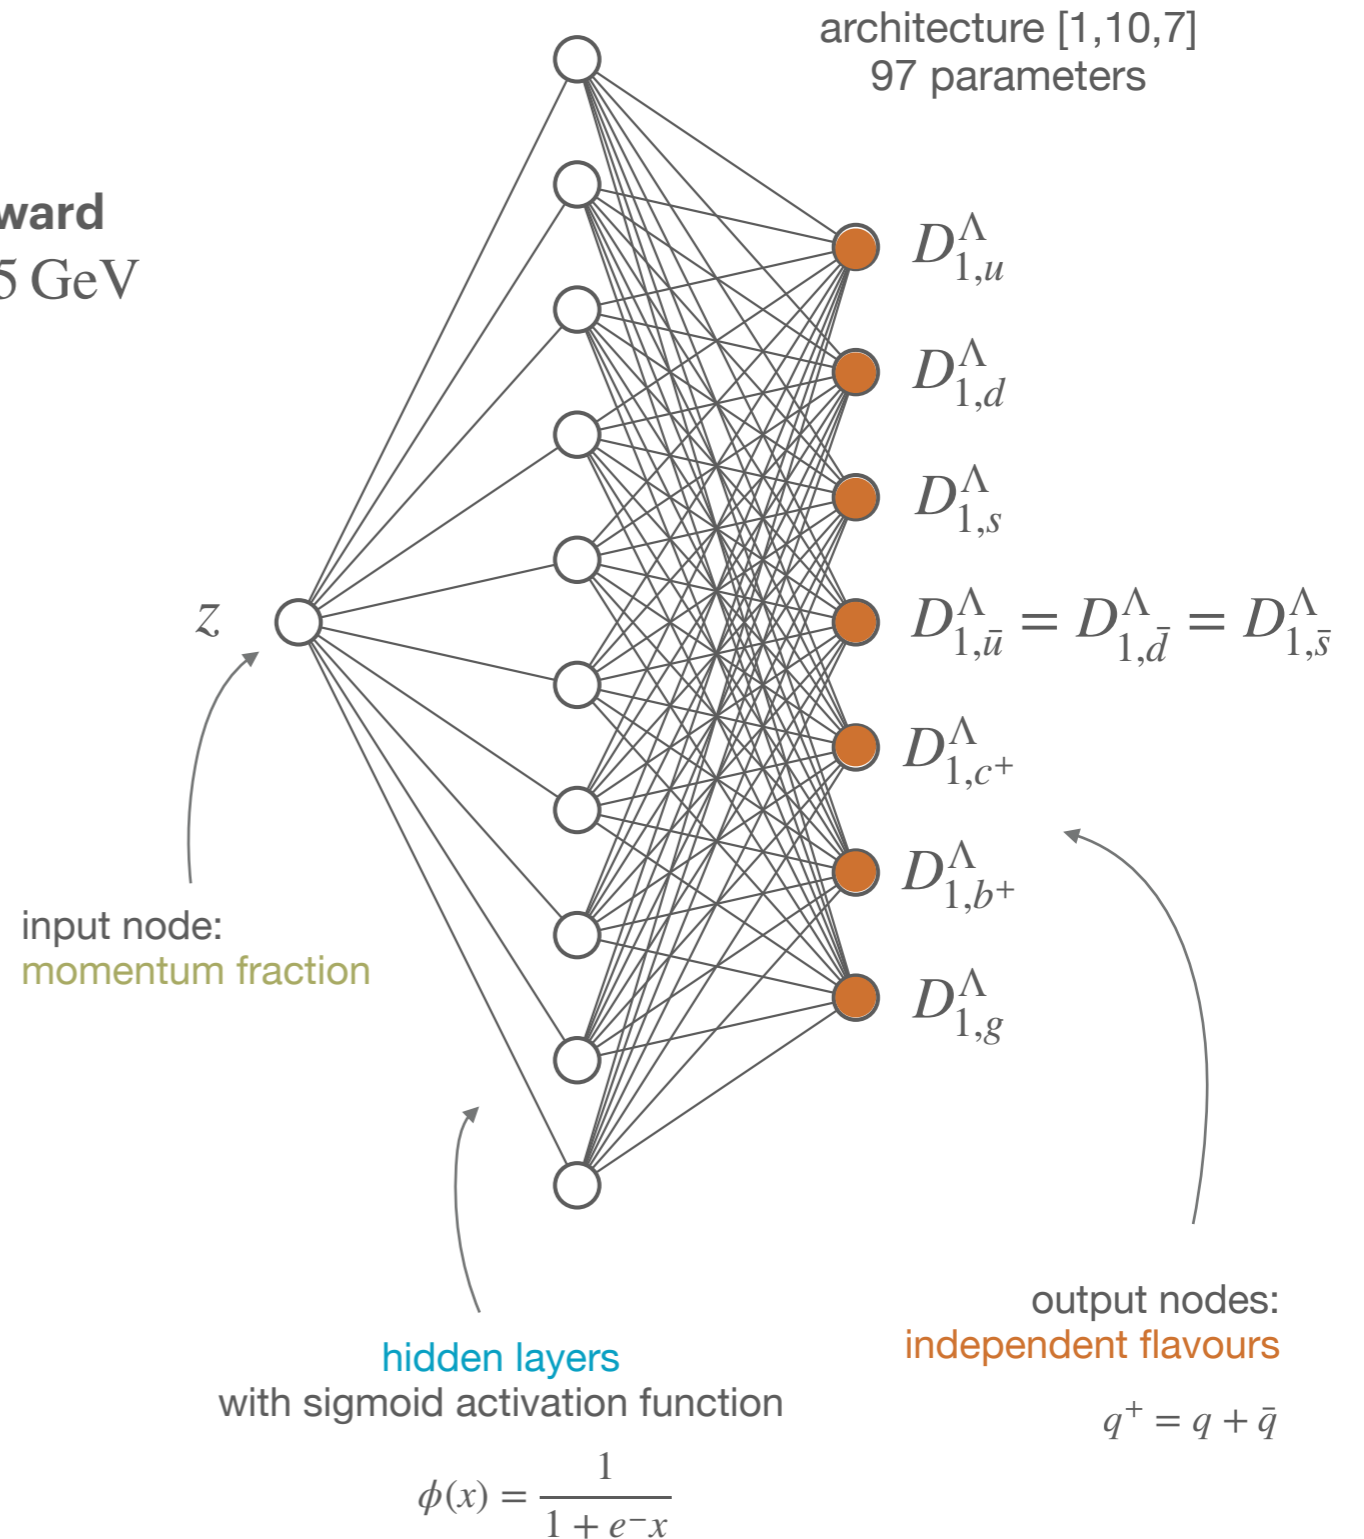 architecture [1,10,7]
97 parameters
ward
5 GeV
D^Λ_{1,u}
D^Λ_{1,d}
D^Λ_{1,s}
z
D^Λ_{1,ū} = D^Λ_{1,d̄} = D^Λ_{1,s̄}
D^Λ_{1,c⁺}
D^Λ_{1,b⁺}
D^Λ_{1,g}
input node:
momentum fraction
output nodes:
independent flavours
q⁺ = q + q̄
hidden layers
with sigmoid activation function
ϕ(x) = 1 / (1 + e⁻x)